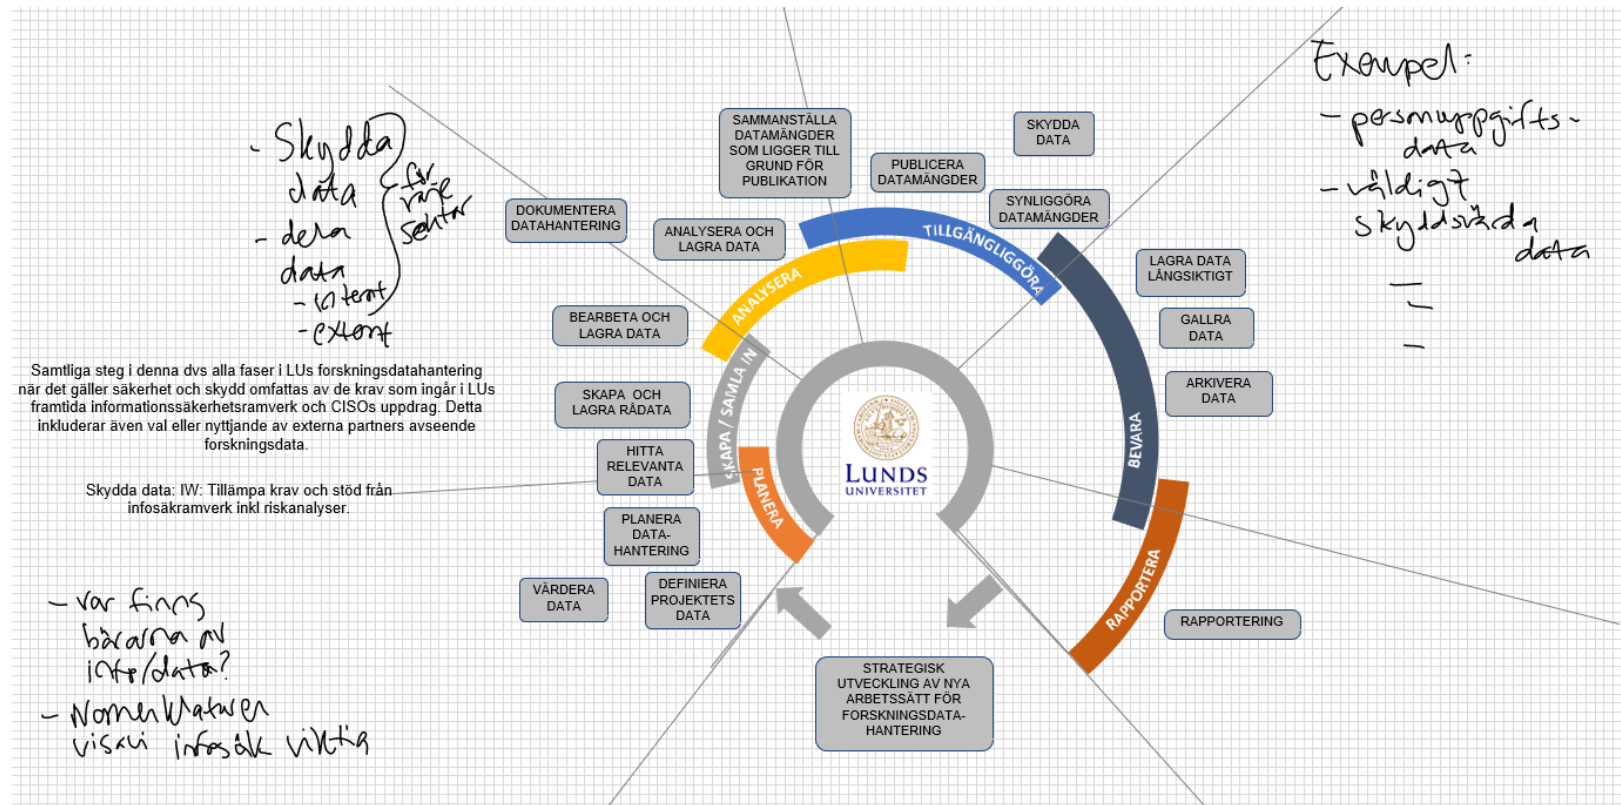 - Skydda
data
- dela
data
- internt
- externt
för
varje
sektor
Exempel:
- personuppgifts-
data
- väldigt
skyddsvärda
data
SAMMANSTÄLLA
DATAMÄNGDER
SOM LIGGER TILL
GRUND FÖR
PUBLIKATION
PUBLICERA
DATAMÄNGDER
SKYDDA
DATA
SYNLIGGÖRA
DATAMÄNGDER
DOKUMENTERA
DATAHANTERING
ANALYSERA OCH
LAGRA DATA
TILLGÄNGLIGGÖRA
LAGRA DATA
LÅNGSIKTIGT
ANALYSERA
BEARBETA OCH
LAGRA DATA
GALLRA
DATA
Samtliga steg i denna dvs alla faser i LUs forskningsdatahantering
när det gäller säkerhet och skydd omfattas av de krav som ingår i LUs
framtida informationssäkerhetsramverk och CISOs uppdrag. Detta
inkluderar även val eller nyttjande av externa partners avseende
forskningsdata.
SKAPA OCH
LAGRA RÅDATA
SKAPA / SAMLA IN
ARKIVERA
DATA
BEVARA
LUNDS
UNIVERSITET
HITTA
RELEVANTA
DATA
PLANERA
Skydda data: IW: Tillämpa krav och stöd från
infosäkramverk inkl riskanalyser.
PLANERA
DATA-
HANTERING
VÄRDERA
DATA
DEFINIERA
PROJEKTETS
DATA
RAPPORTERA
RAPPORTERING
- var finns
bärarna av
info/data?
- Nomenklaturen
visavi infosäk viktig
STRATEGISK
UTVECKLING AV NYA
ARBETSSÄTT FÖR
FORSKNINGSDATA-
HANTERING